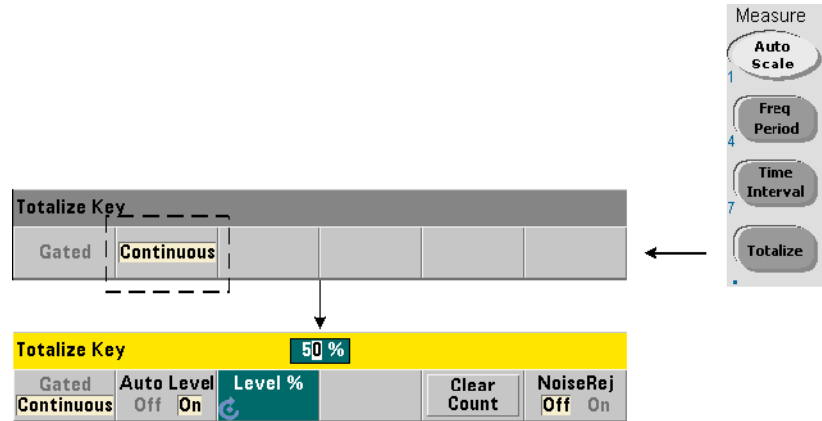 Measure
Auto
Scale
1
Freq
Period
4
Time
Interval
7
Totalize
.
Totalize Key
Gated
Continuous
Totalize Key
50 %
Gated
Continuous
Auto Level
Off On
Level %
Clear
Count
NoiseRej
Off On